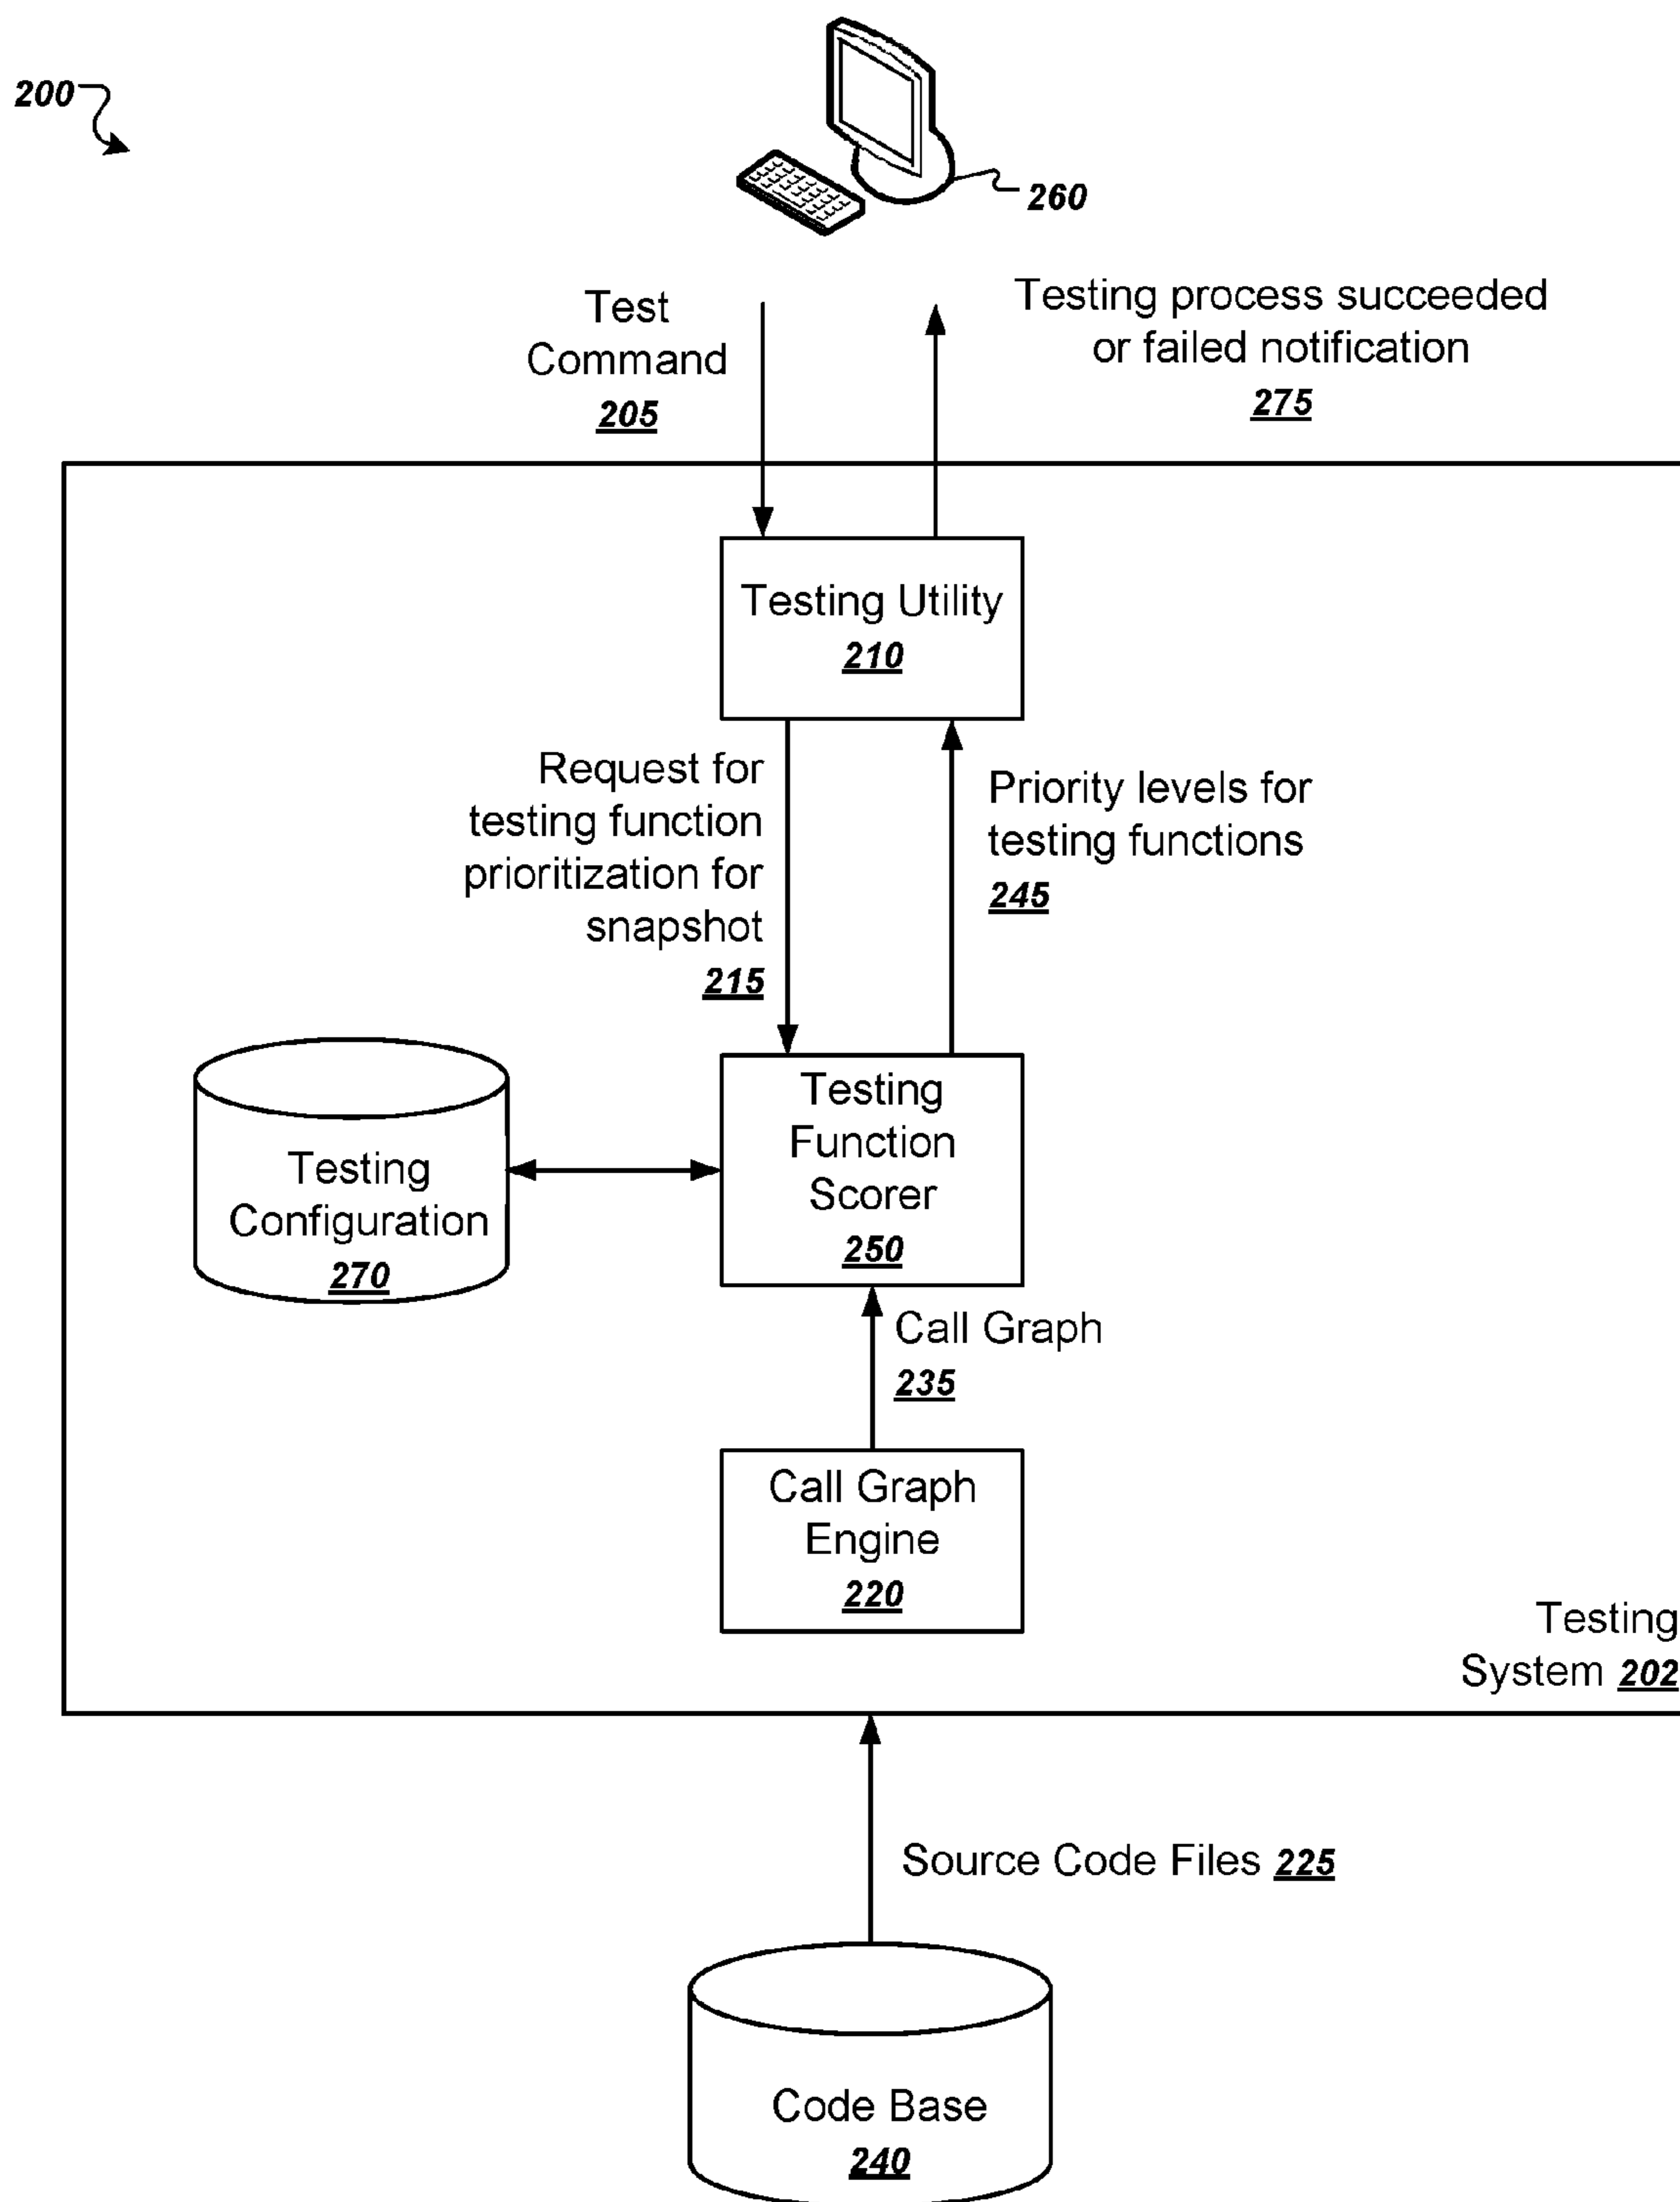 200
260
Test
Command
205
Testing process succeeded
or failed notification
275
Testing Utility
210
Request for
testing function
prioritization for
snapshot
215
Priority levels for
testing functions
245
Testing
Configuration
270
Testing
Function
Scorer
250
Call Graph
235
Call Graph
Engine
220
Testing
System 202
Source Code Files 225
Code Base
240